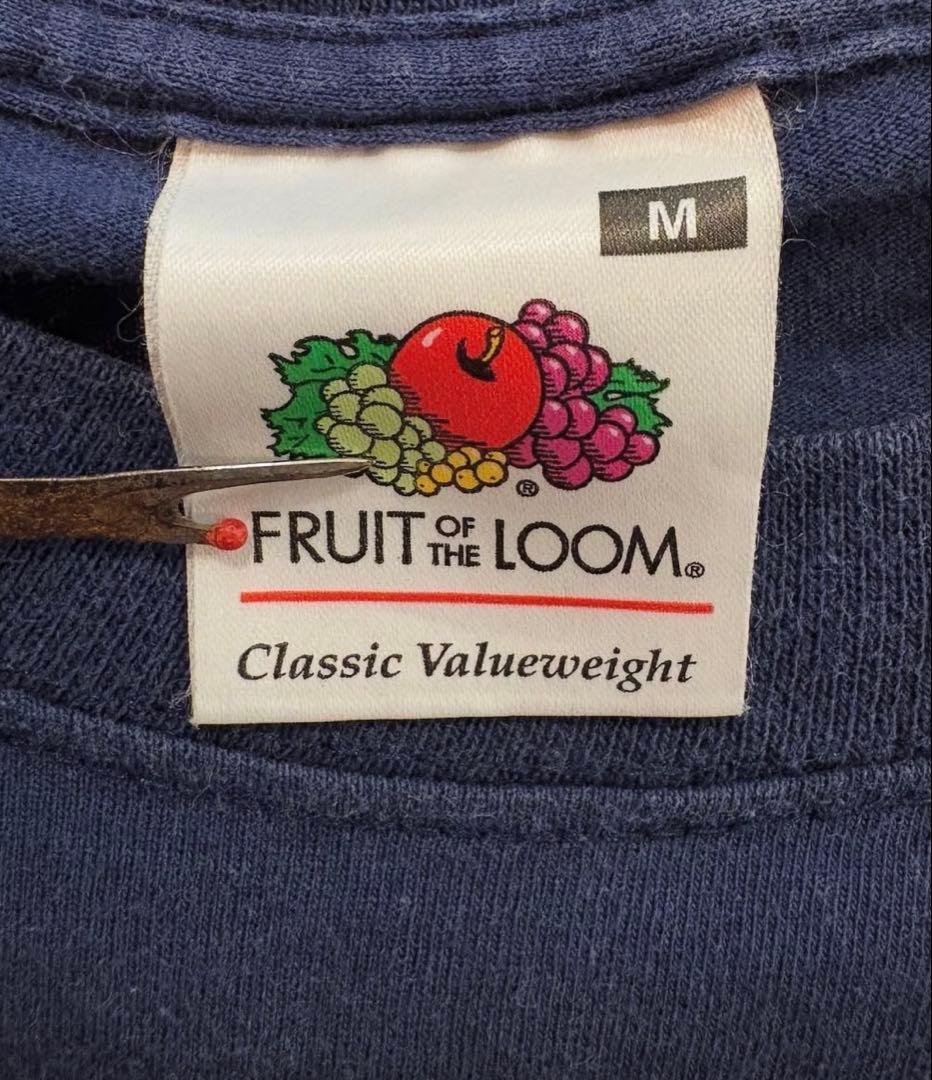 M
®
FRUIT OF THE LOOM®
Classic Valueweight